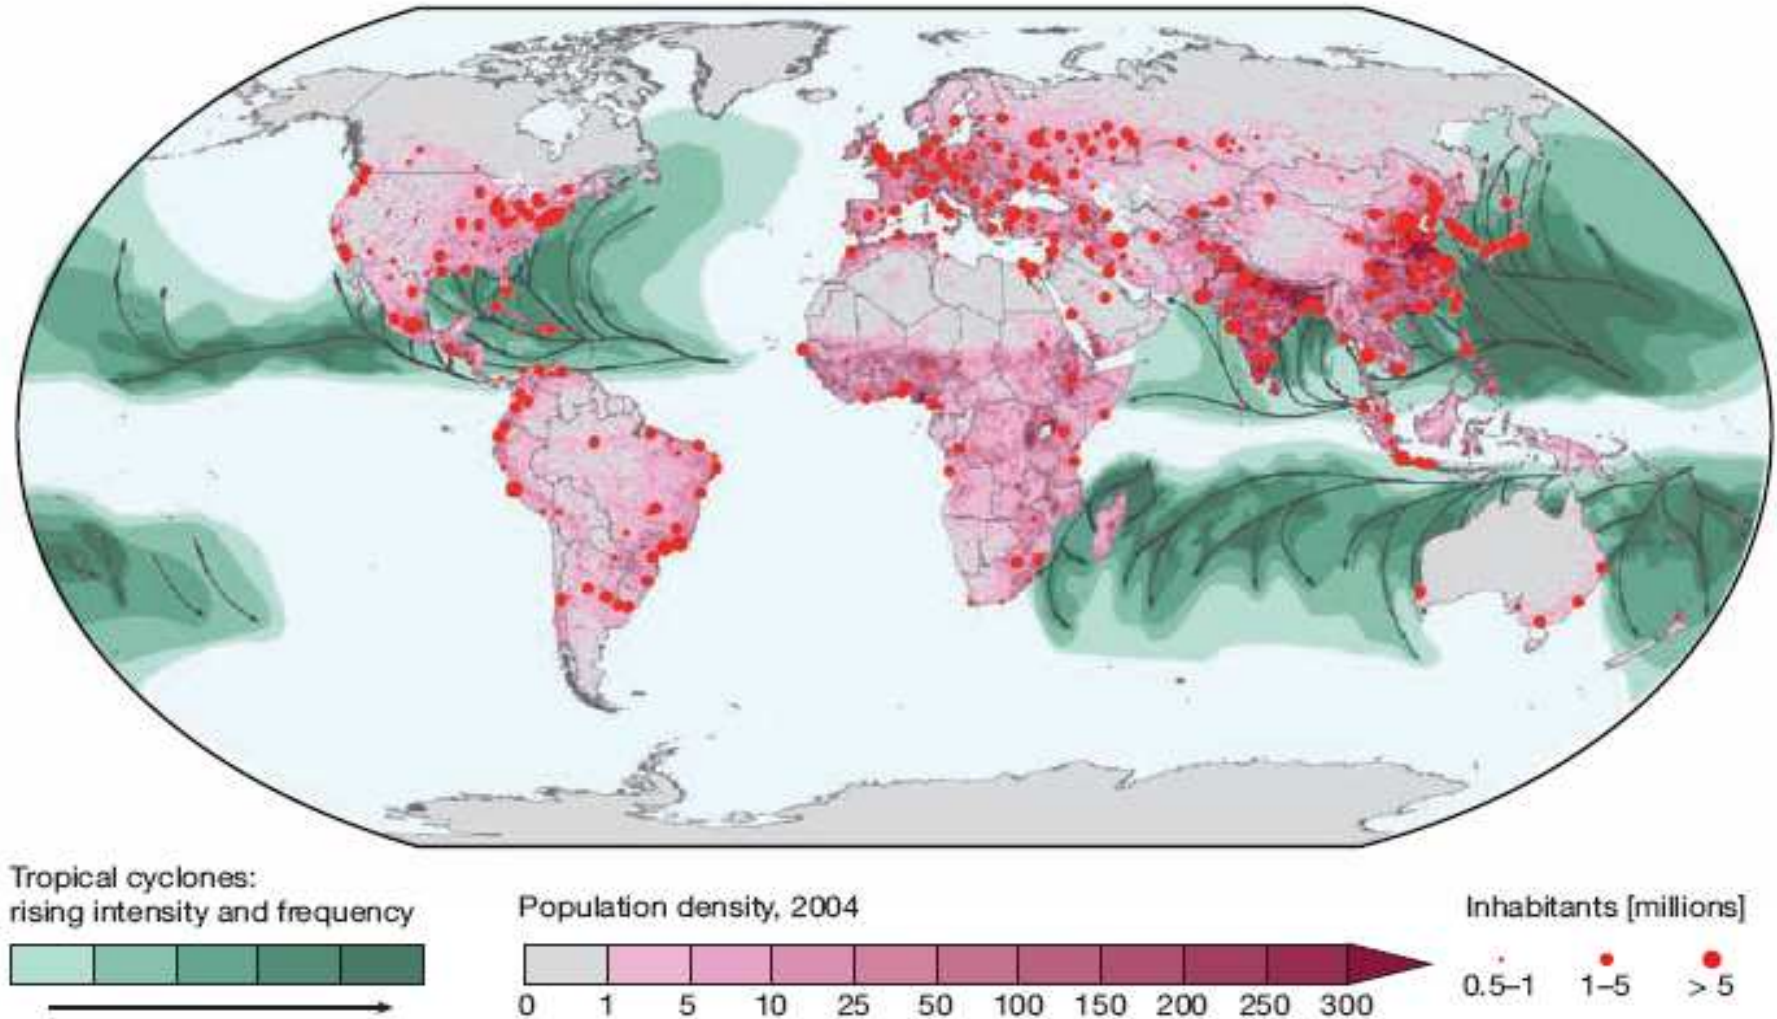 Tropical cyclones:
rising intensity and frequency
Population density, 2004
0 1 5 10 25 50 100 150 200 250 300
Inhabitants [millions]
0.5–1 1–5 > 5